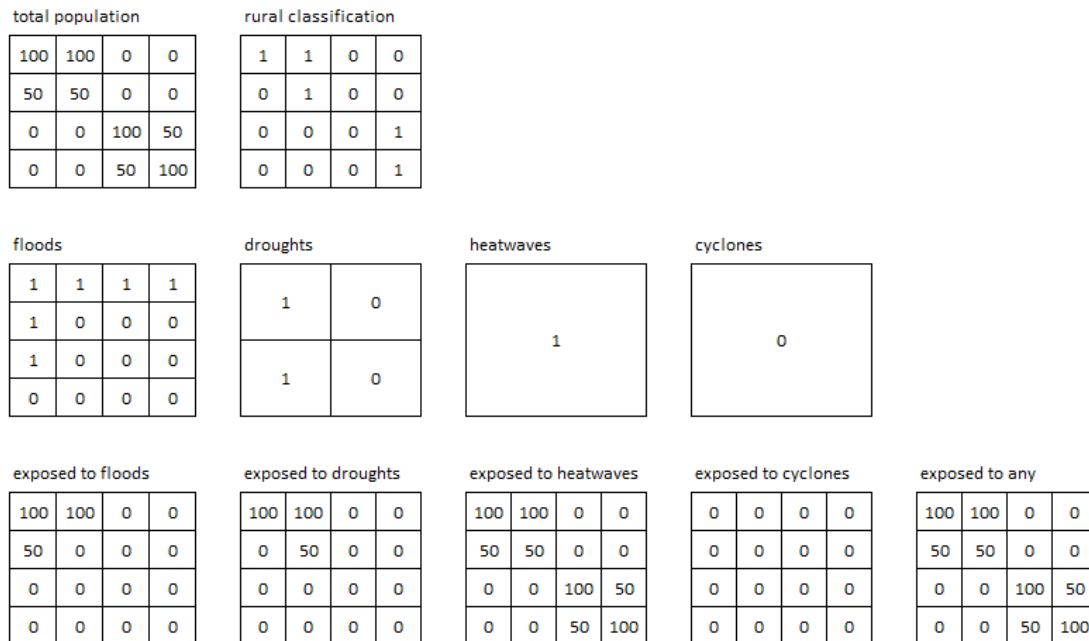 total population rural classification
100 100 0 0 1 1 0 0
50 50 0 0 0 1 0 0
0 0 100 50 0 0 0 1
0 0 50 100 0 0 0 1
floods droughts heatwaves cyclones
1 1 1 1
1 0 0 0
1 0 0 0
0 0 0 0
1 0
1 0
1
0
exposed to floods exposed to droughts exposed to heatwaves exposed to cyclones exposed to any
100 100 0 0 100 100 0 0 100 100 0 0 0 0 0 0 100 100 0 0
50 0 0 0 0 50 0 0 50 50 0 0 0 0 0 0 50 50 0 0
0 0 0 0 0 0 0 0 0 0 100 50 0 0 0 0 0 0 100 50
0 0 0 0 0 0 0 0 0 0 50 100 0 0 0 0 0 0 50 100